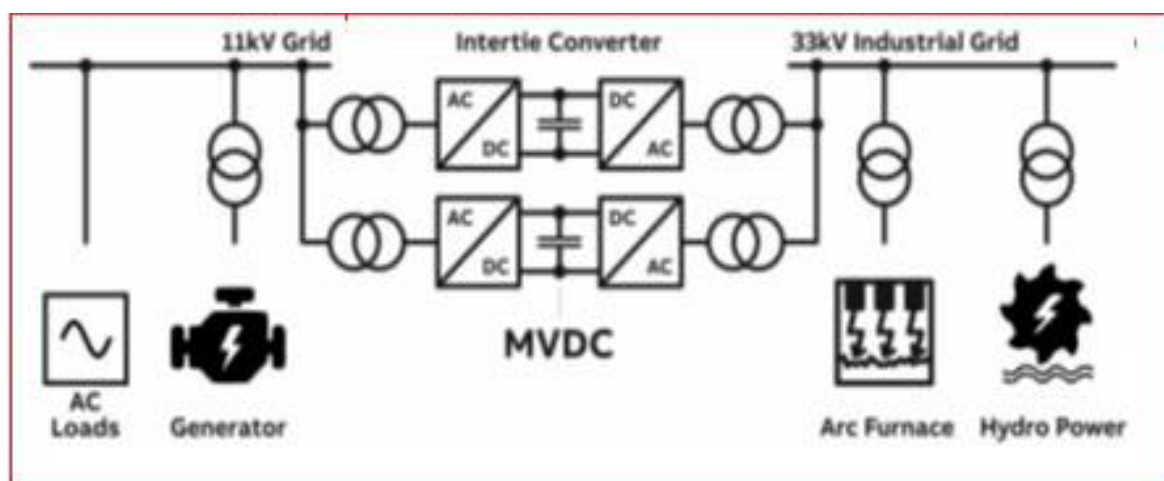 11kV Grid
Intertie Converter
33kV Industrial Grid
AC
DC
DC
AC
AC
DC
DC
AC
MVDC
AC
Loads
Generator
Arc Furnace
Hydro Power